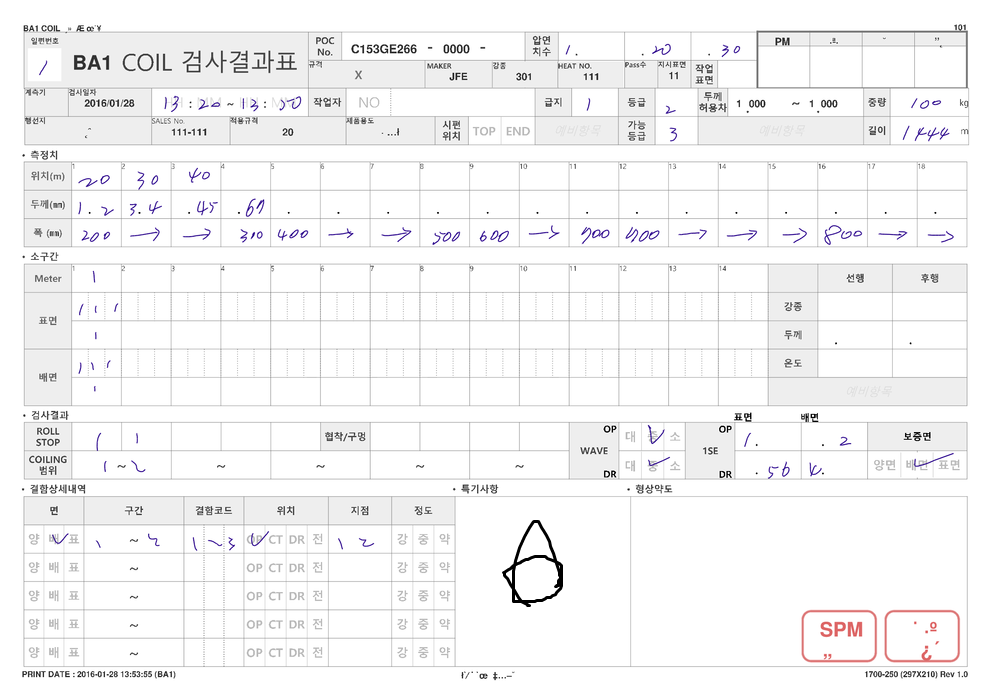 BA1 COIL 101
일련번호 1 BA1 COIL 검사결과표 POC No. C153GE266 - 0000 - 압연 치수 1. .20 .30 PM
규격 X MAKER JFE 강종 301 HEAT NO. 111 Pass수 지시표면 11 작업 표면
계측기 검사일자 2016/01/28 13:20 ~ 13:50 작업자 NO 급지 1 등급 2 두께 허용차 1.000 ~ 1.000 중량 100 kg
행선지 SALES No. 111-111 적용규격 20 제품용도 시편 위치 TOP END 예비항목 가능 등급 3 예비항목 길이 1444 m
• 측정치
1 2 3 4 5 6 7 8 9 10 11 12 13 14 15 16 17 18
위치(m) 20 30 40
두께(㎜) 1.2 3.4 .45 .67 . . . . . . . . . . . . . .
폭 (㎜) 200 → → 300 400 → → 500 600 → → → → 800 → →
• 소구간
1 2 3 4 5 6 7 8 9 10 11 12 13 14
Meter 1 선행 후행
표면 1 1 1 강종
1 두께 . .
배면 1 1 1 온도
1 예비항목
• 검사결과 표면 배면
ROLL STOP 1 1 협착/구멍 WAVE OP 대 중 소 1SE OP 1. .2 보증면
COILING 범위 1 ~ 2 ~ ~ ~ ~ DR 대 중 소 DR .56 양면 배면 표면
• 결함상세내역 • 특기사항 • 형상약도
면 구간 결함코드 위치 지점 정도
양 배 표 1 ~ 2 1 ~ 3 OP CT DR 전 1 2 강 중 약
양 배 표 ~ OP CT DR 전 강 중 약
양 배 표 ~ OP CT DR 전 강 중 약
양 배 표 ~ OP CT DR 전 강 중 약
양 배 표 ~ OP CT DR 전 강 중 약
SPM
PRINT DATE : 2016-01-28 13:53:55 (BA1) 1700-250 (297X210) Rev 1.0